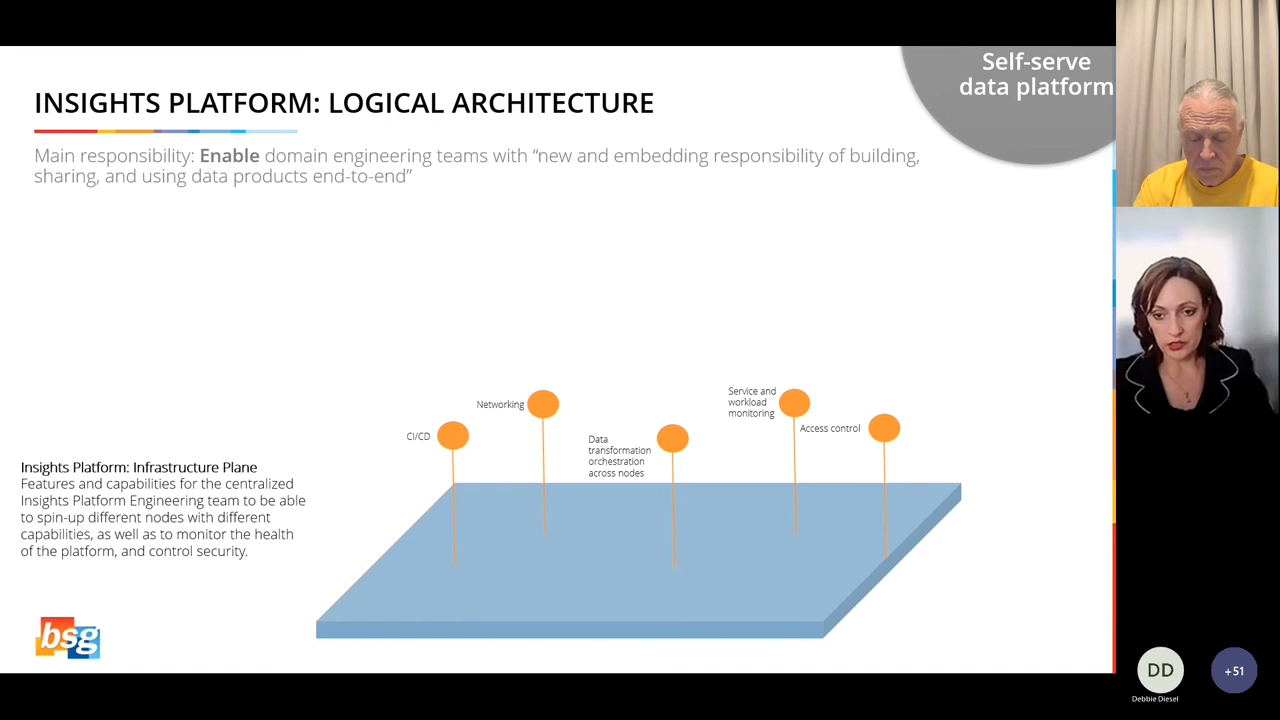 Self-serve
data platform
INSIGHTS PLATFORM: LOGICAL ARCHITECTURE
Main responsibility: Enable domain engineering teams with “new and embedding responsibility of building,
sharing, and using data products end-to-end”
Service and
workload
monitoring
Networking
Access control
CI/CD
Data
transformation
orchestration
across nodes
Insights Platform: Infrastructure Plane
Features and capabilities for the centralized
Insights Platform Engineering team to be able
to spin-up different nodes with different
capabilities, as well as to monitor the health
of the platform, and control security.
bsg
DD
+51
Debbie Diesel